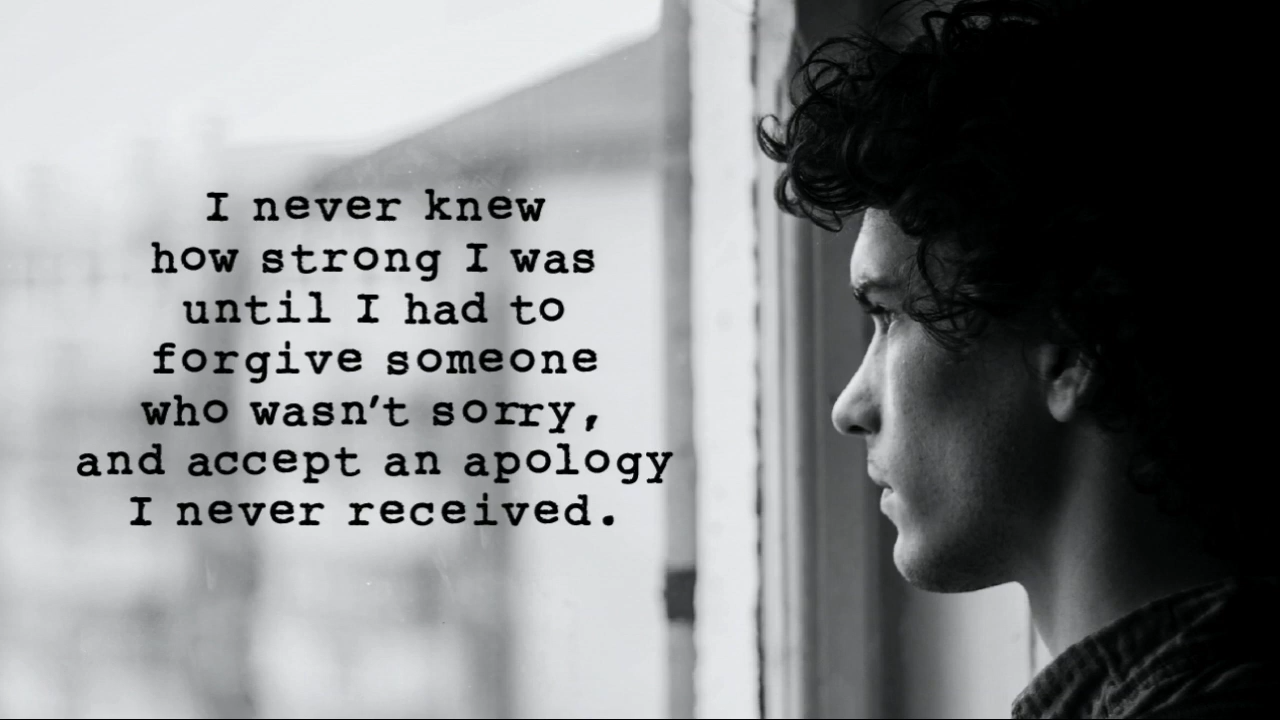 I never knew
how strong I was
until I had to
forgive someone
who wasn't sorry,
and accept an apology
I never received.